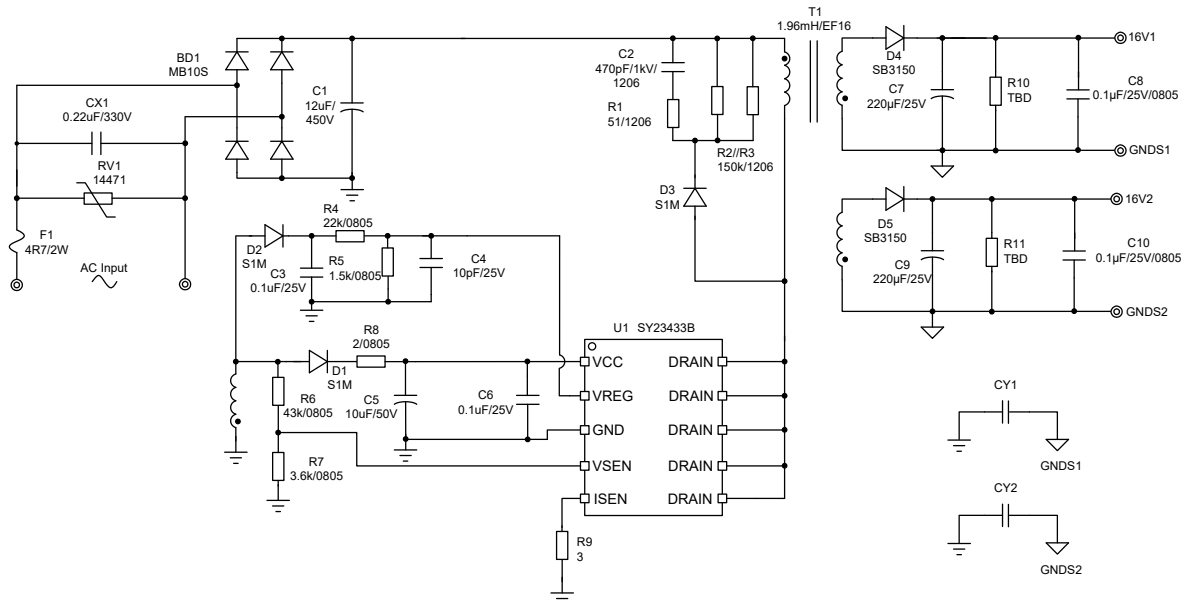 T1
1.96mH/EF16
BD1
MB10S
C1
12uF/
450V
CX1
0.22uF/330V
RV1
14471
F1
4R7/2W
AC Input
C2
470pF/1kV/
1206
R1
51/1206
R2//R3
150k/1206
D3
S1M
D4
SB3150
C7
220µF/25V
R10
TBD
C8
0.1µF/25V/0805
16V1
GNDS1
D5
SB3150
C9
220µF/25V
R11
TBD
C10
0.1µF/25V/0805
16V2
GNDS2
D2
S1M
R4
22k/0805
C3
0.1uF/25V
R5
1.5k/0805
C4
10pF/25V
D1
S1M
R8
2/0805
R6
43k/0805
C5
10uF/50V
C6
0.1uF/25V
R7
3.6k/0805
U1 SY23433B
VCC DRAIN
VREG DRAIN
GND DRAIN
VSEN DRAIN
ISEN DRAIN
R9
3
CY1
GNDS1
CY2
GNDS2